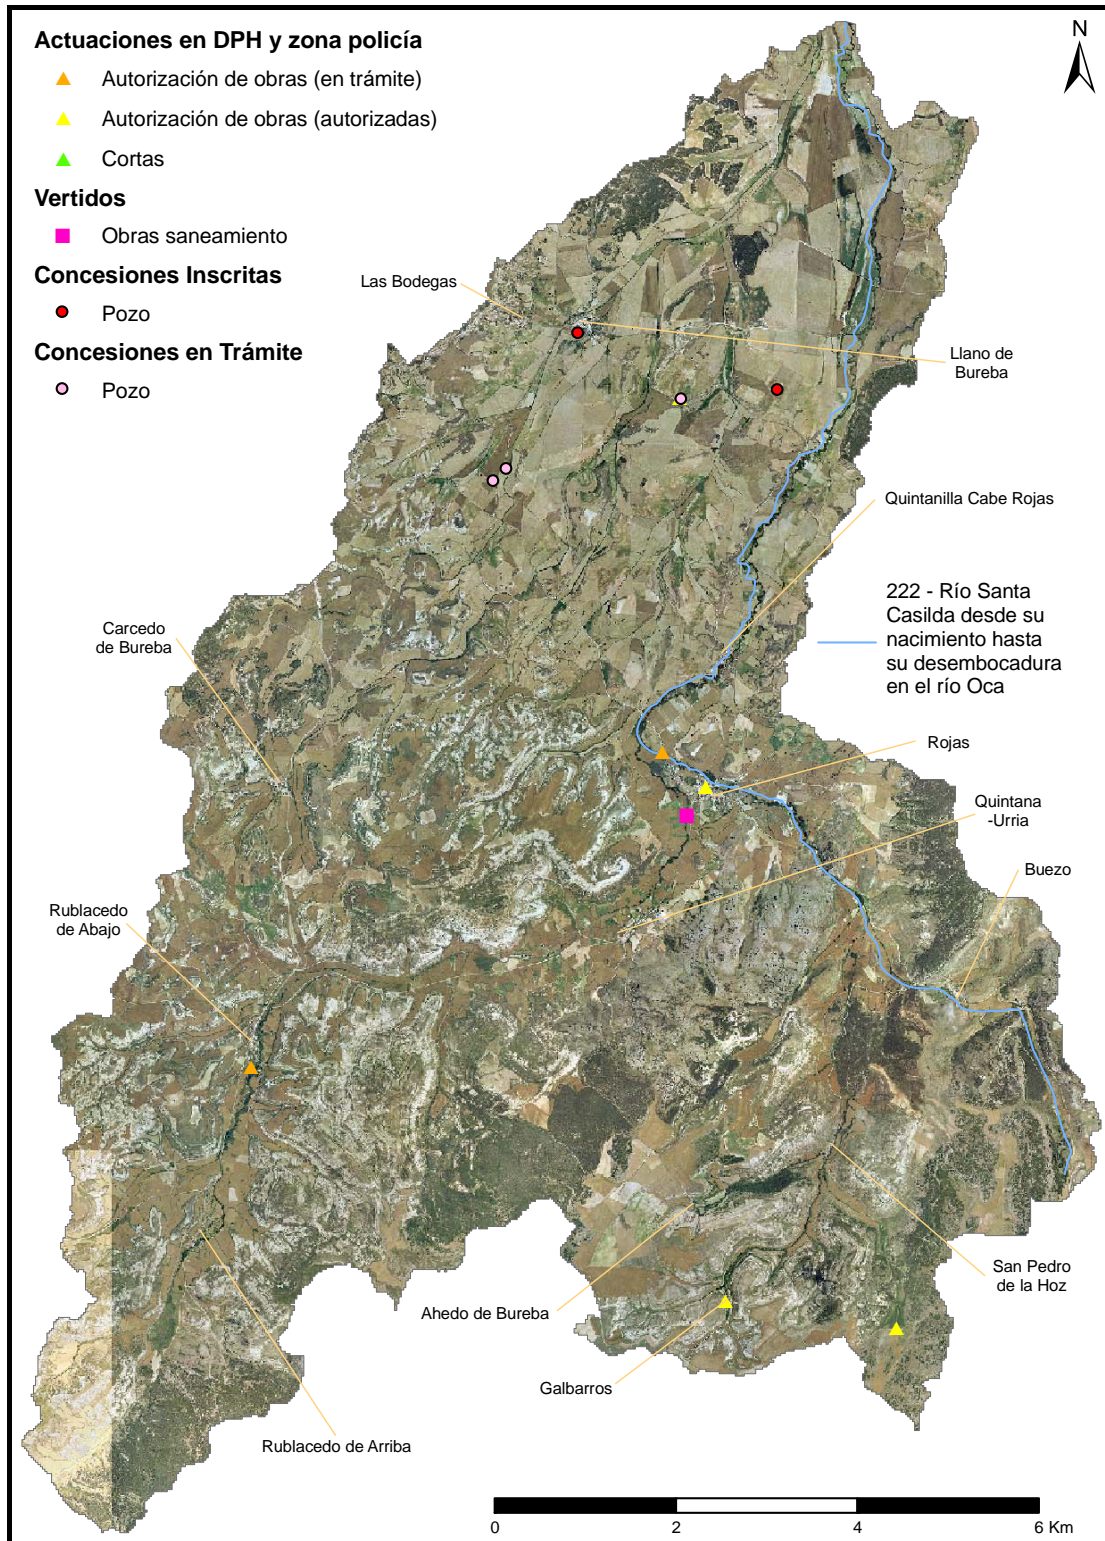 Actuaciones en DPH y zona policía
Autorización de obras (en trámite)
Autorización de obras (autorizadas)
Cortas
Vertidos
Obras saneamiento
Concesiones Inscritas
Pozo
Concesiones en Trámite
Pozo
N
Las Bodegas
Llano de
Bureba
Quintanilla Cabe Rojas
222 - Río Santa
Casilda desde su
nacimiento hasta
su desembocadura
en el río Oca
Carcedo
de Bureba
Rojas
Quintana
-Urria
Buezo
Rublacedo
de Abajo
San Pedro
de la Hoz
Ahedo de Bureba
Galbarros
Rublacedo de Arriba
0 2 4 6 Km